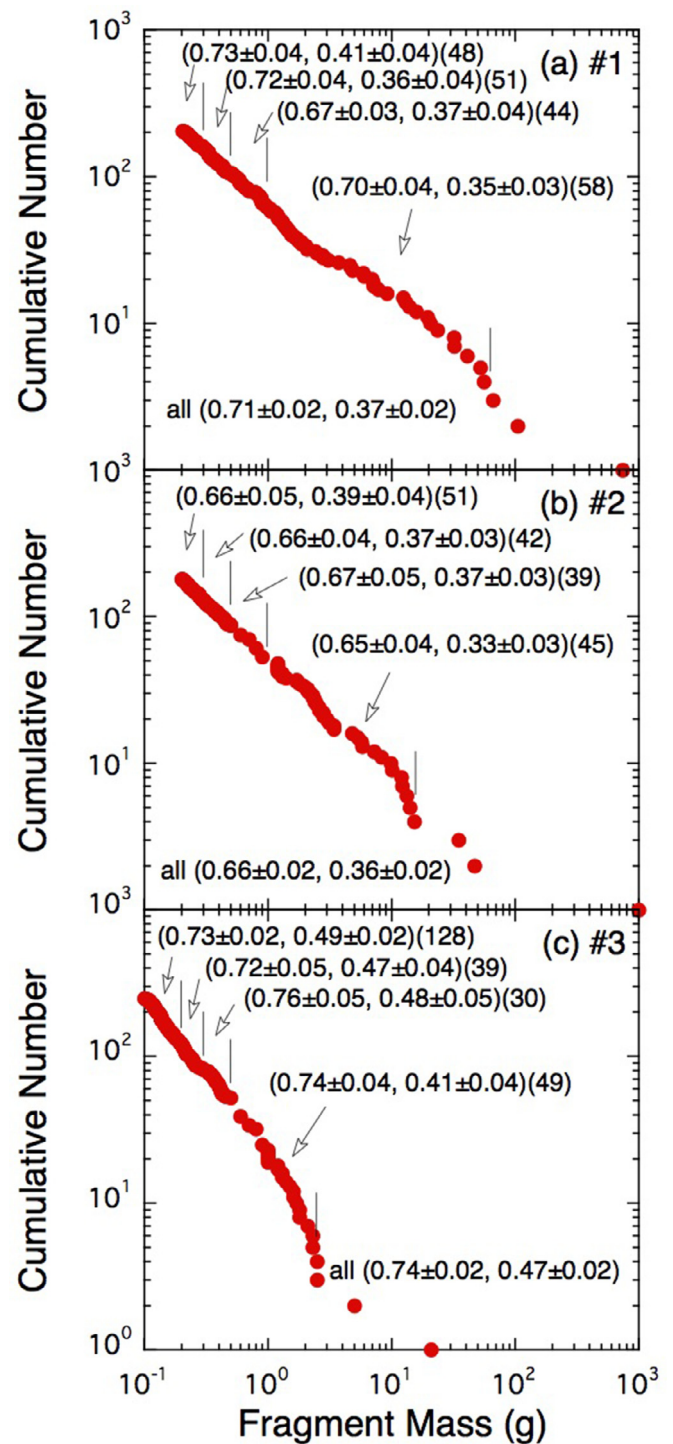 10³
(0.73±0.04, 0.41±0.04)(48)
(a) #1
(0.72±0.04, 0.36±0.04)(51)
(0.67±0.03, 0.37±0.04)(44)
10²
(0.70±0.04, 0.35±0.03)(58)
Cumulative Number
10¹
all (0.71±0.02, 0.37±0.02)
10³
(0.66±0.05, 0.39±0.04)(51)
(b) #2
(0.66±0.04, 0.37±0.03)(42)
(0.67±0.05, 0.37±0.03)(39)
10²
(0.65±0.04, 0.33±0.03)(45)
Cumulative Number
10¹
all (0.66±0.02, 0.36±0.02)
10³
(0.73±0.02, 0.49±0.02)(128)
(c) #3
(0.72±0.05, 0.47±0.04)(39)
(0.76±0.05, 0.48±0.05)(30)
10²
(0.74±0.04, 0.41±0.04)(49)
Cumulative Number
10¹
all (0.74±0.02, 0.47±0.02)
10⁰
10⁻¹ 10⁰ 10¹ 10² 10³
Fragment Mass (g)